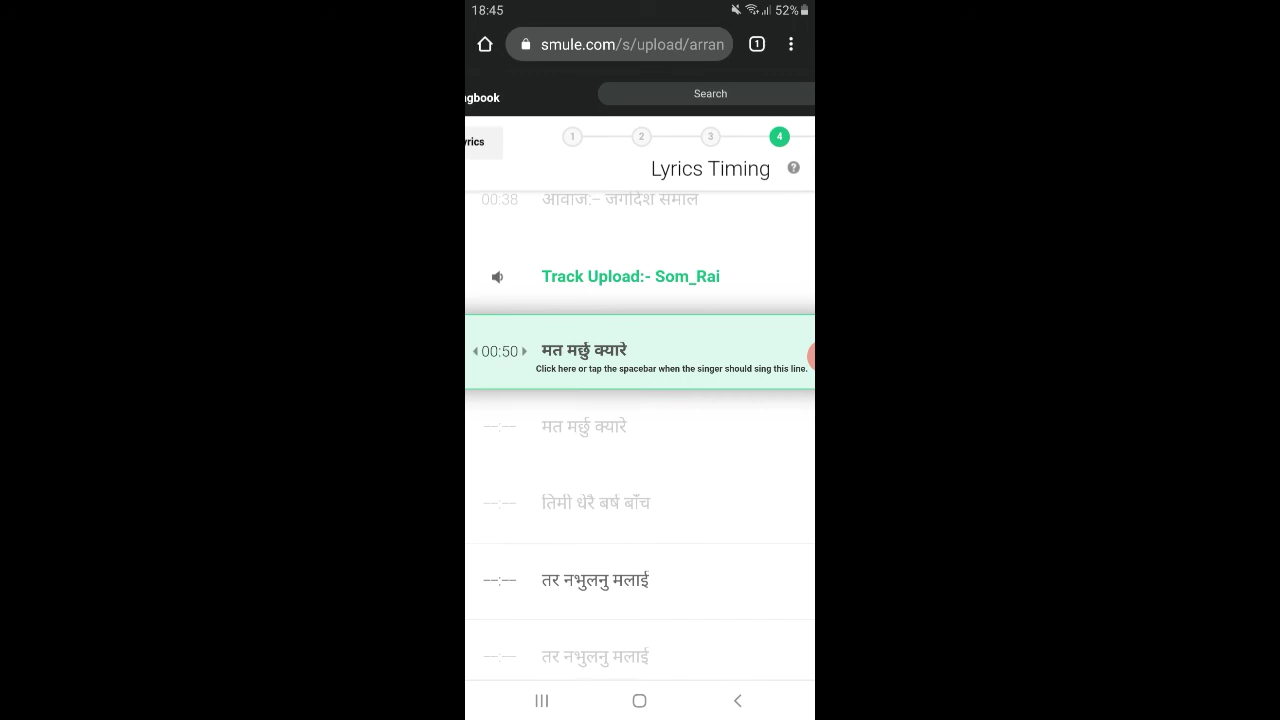 18:45
52%
smule.com/s/upload/arran
1
ngbook
Search
yrics
1 2 3 4
Lyrics Timing ?
00:38 आवाज:– जगदिश समाल
Track Upload:- Som_Rai
00:50 मत मर्छु क्यारे
Click here or tap the spacebar when the singer should sing this line.
––:–– मत मर्छु क्यारे
––:–– तिमी धेरै बर्ष बाँच
––:–– तर नभुलनु मलाई
––:–– तर नभुलनु मलाई